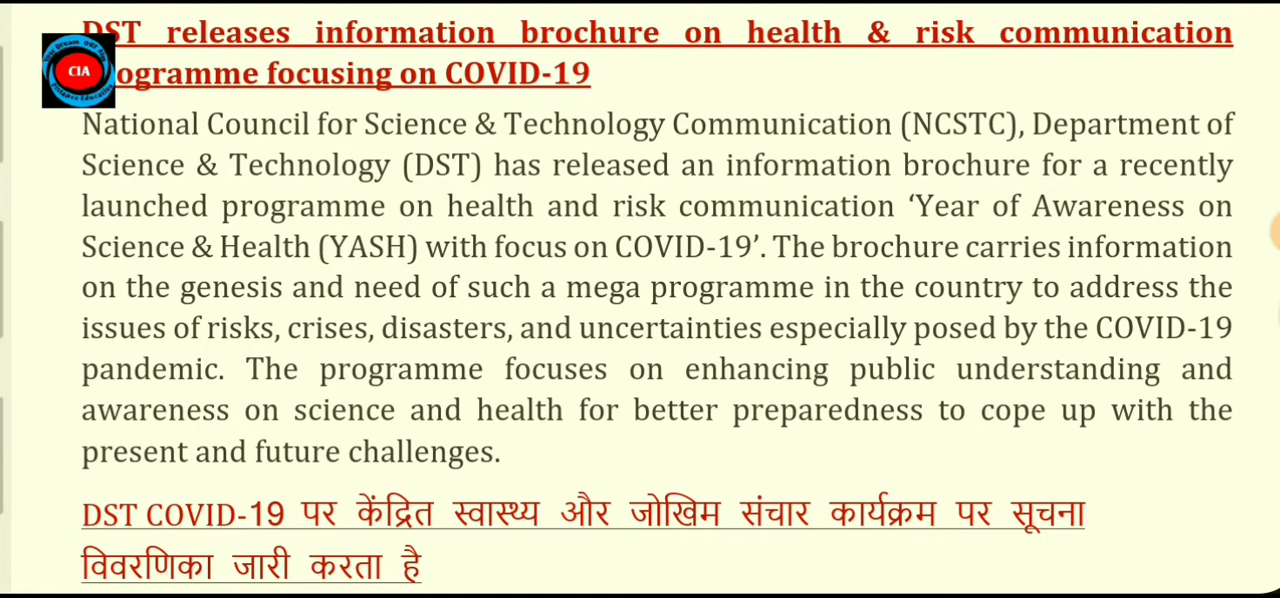 DST releases information brochure on health & risk communication
ogramme focusing on COVID-19
CIA
National Council for Science & Technology Communication (NCSTC), Department of
Science & Technology (DST) has released an information brochure for a recently
launched programme on health and risk communication ‘Year of Awareness on
Science & Health (YASH) with focus on COVID-19’. The brochure carries information
on the genesis and need of such a mega programme in the country to address the
issues of risks, crises, disasters, and uncertainties especially posed by the COVID-19
pandemic. The programme focuses on enhancing public understanding and
awareness on science and health for better preparedness to cope up with the
present and future challenges.
DST COVID-19 पर केंद्रित स्वास्थ्य और जोखिम संचार कार्यक्रम पर सूचना
विवरणिका जारी करता है